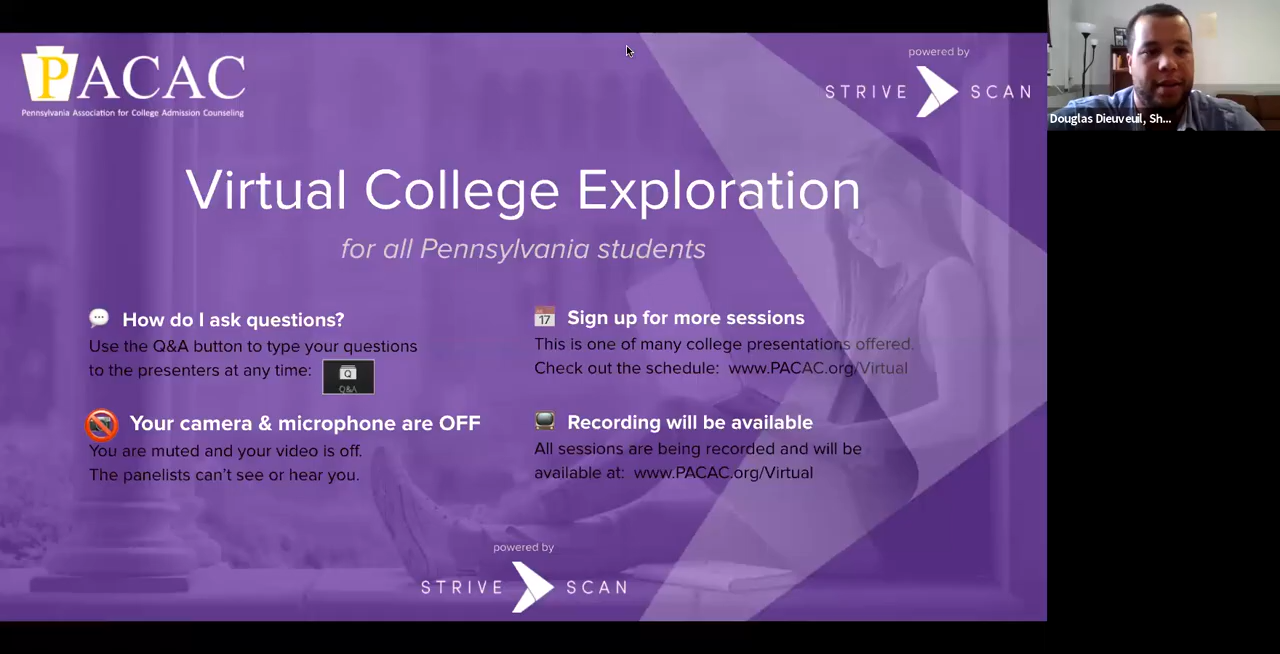 PACAC
Pennsylvania Association for College Admission Counseling
powered by
STRIVE SCAN
Douglas Dieuveuil, Sh...
Virtual College Exploration
for all Pennsylvania students
How do I ask questions?
Use the Q&A button to type your questions
to the presenters at any time:
Q
Q&A
Your camera & microphone are OFF
You are muted and your video is off.
The panelists can't see or hear you.
17
Sign up for more sessions
This is one of many college presentations offered.
Check out the schedule: www.PACAC.org/Virtual
Recording will be available
All sessions are being recorded and will be
available at: www.PACAC.org/Virtual
powered by
STRIVE SCAN